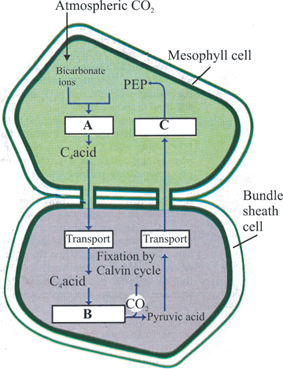 Atmospheric CO₂
Mesophyll cell
Bicarbonate
ions
PEP
A
C
C₄acid
Bundle
sheath
cell
Transport
Transport
Fixation by
Calvin cycle
C₄acid
CO₂
B
Pyruvic acid